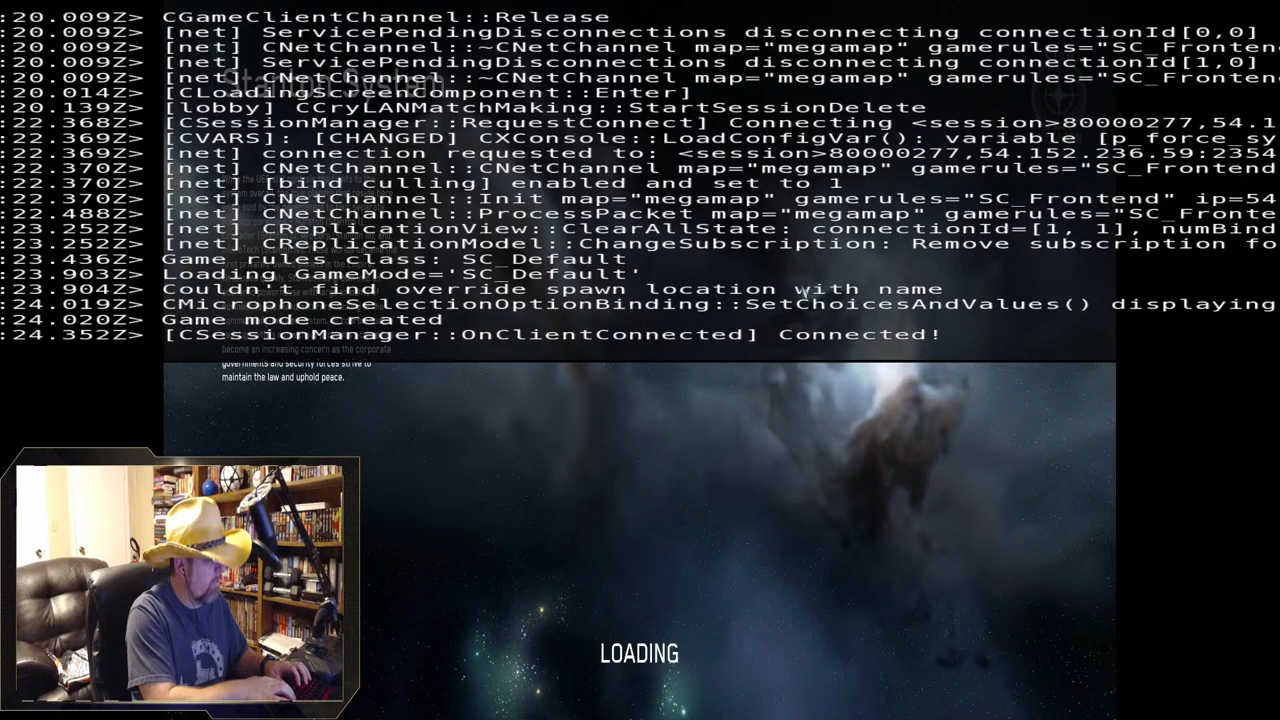 :20.009Z> CGameClientChannel::Release
:20.009Z> [net] ServicePendingDisconnections disconnecting connectionId[0,0]
:20.009Z> [net] CNetChannel::~CNetChannel map="megamap" gamerules="SC_Fronten
:20.009Z> [net] ServicePendingDisconnections disconnecting connectionId[1,0]
:20.009Z> [net] CNetChannel::~CNetChannel map="megamap" gamerules="SC_Fronten
Stanton System
:20.014Z> [CLoadingScreenComponent::Enter]
:20.139Z> [lobby] CCryLANMatchMaking::StartSessionDelete
:22.368Z> [CSessionManager::RequestConnect] Connecting <session>80000277,54.1
:22.369Z> [CVARS]: [CHANGED] CXConsole::LoadConfigVar(): variable [p_force_sy
:22.369Z> [net] connection requested to: <session>80000277,54.152.236.59:2354
:22.370Z> [net] CNetChannel::CNetChannel map="megamap" gamerules="SC_Frontend
:22.370Z> [net] [bind culling] enabled and set to 1
:22.370Z> [net] CNetChannel::Init map="megamap" gamerules="SC_Frontend" ip=54
:22.488Z> [net] CNetChannel::ProcessPacket map="megamap" gamerules="SC_Fronte
:23.252Z> [net] CReplicationView::ClearAllState: connectionId=[1, 1], numBind
:23.252Z> [net] CReplicationModel::ChangeSubscription: Remove subscription fo
:23.436Z> Game rules class: 'SC_Default'
:23.903Z> Loading GameMode='SC_Default'
:23.904Z> Couldn't find override spawn location with name
:24.019Z> CMicrophoneSelectionOptionBinding::SetChoicesAndValues() displaying
:24.020Z> Game mode created
:24.352Z> [CSessionManager::OnClientConnected] Connected!
become an increasing concern as the corporate
governments and security forces strive to
maintain the law and uphold peace.
LOADING